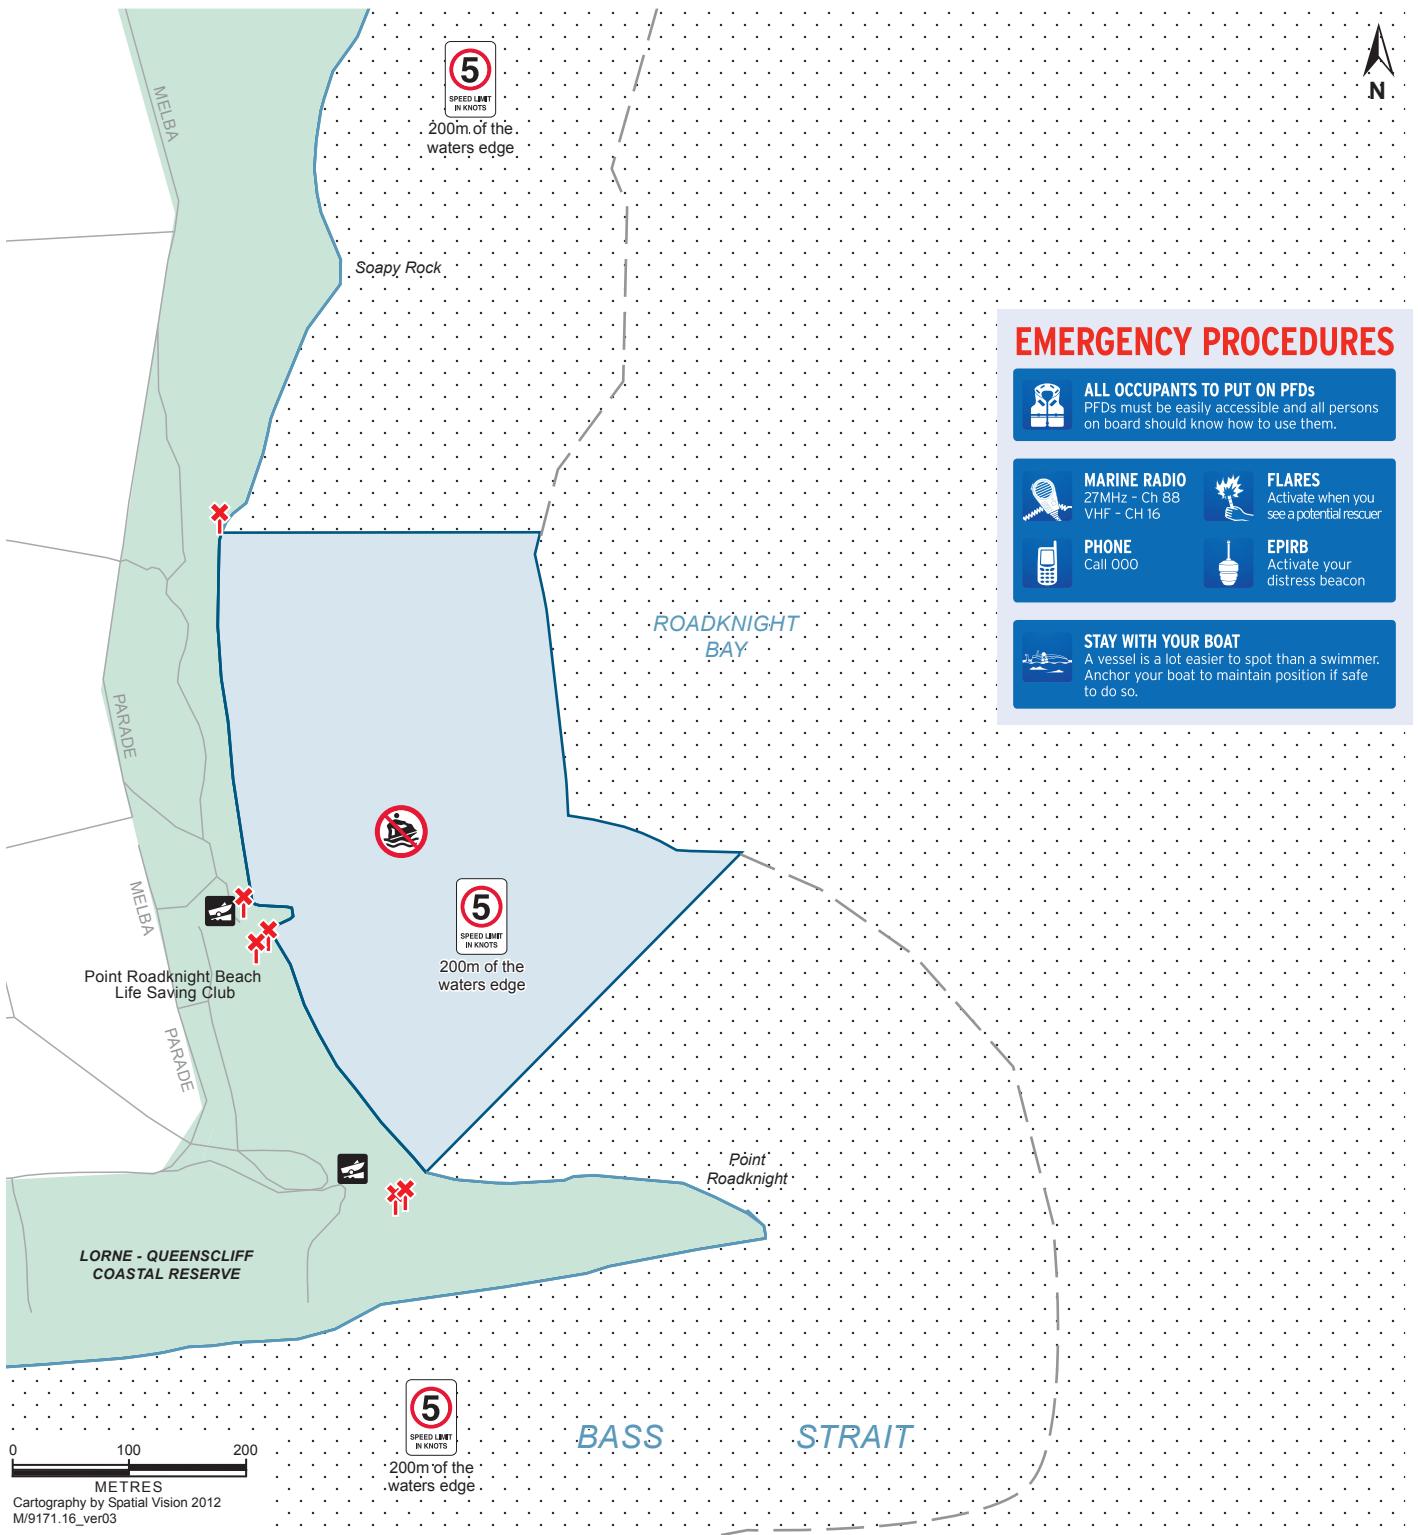 5
SPEED LIMIT
IN KNOTS
200m of the
waters edge
N
MELBA
Soapy Rock
EMERGENCY PROCEDURES
ALL OCCUPANTS TO PUT ON PFDs
PFDs must be easily accessible and all persons
on board should know how to use them.
MARINE RADIO
27MHz - Ch 88
VHF - CH 16
FLARES
Activate when you
see a potential rescuer
PHONE
Call 000
EPIRB
Activate your
distress beacon
STAY WITH YOUR BOAT
A vessel is a lot easier to spot than a swimmer.
Anchor your boat to maintain position if safe
to do so.
ROADKNIGHT
BAY
PARADE
MELBA
5
SPEED LIMIT
IN KNOTS
200m of the
waters edge
Point Roadknight Beach
Life Saving Club
PARADE
Point
Roadknight
LORNE - QUEENSCLIFF
COASTAL RESERVE
5
SPEED LIMIT
IN KNOTS
200m of the
waters edge
BASS STRAIT
0 100 200
METRES
Cartography by Spatial Vision 2012
M/9171.16_ver03